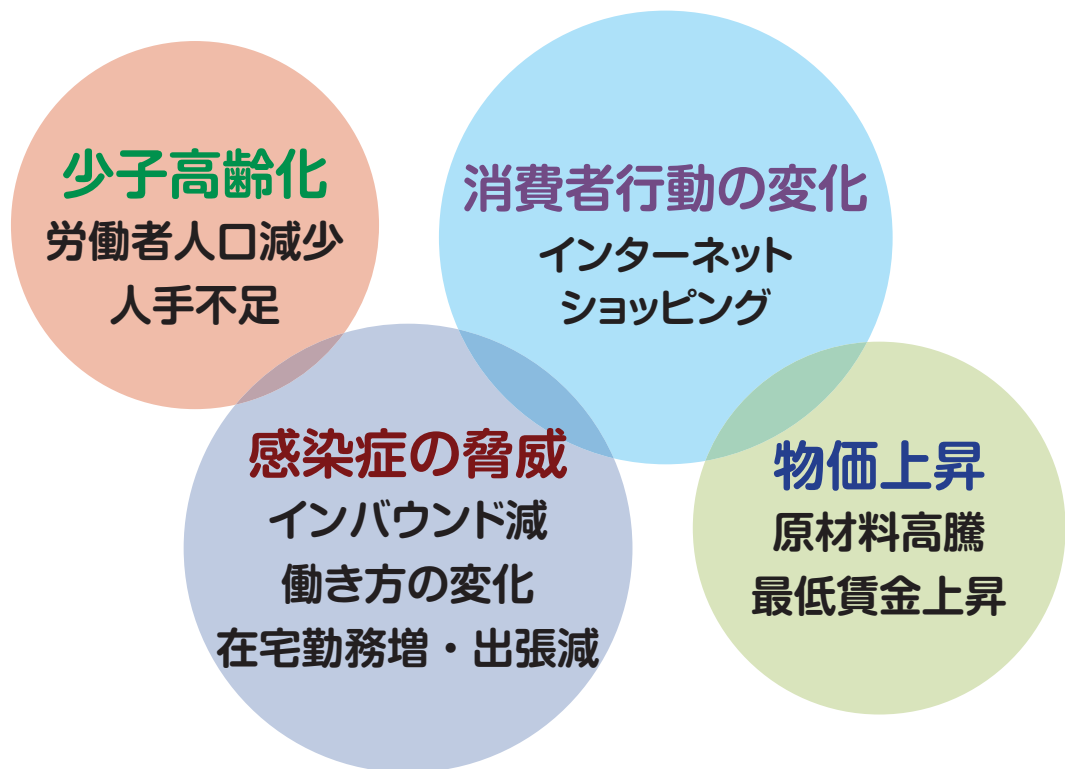 少子高齢化
労働者人口減少
人手不足
消費者行動の変化
インターネット
ショッピング
感染症の脅威
インバウンド減
働き方の変化
在宅勤務増・出張減
物価上昇
原材料高騰
最低賃金上昇